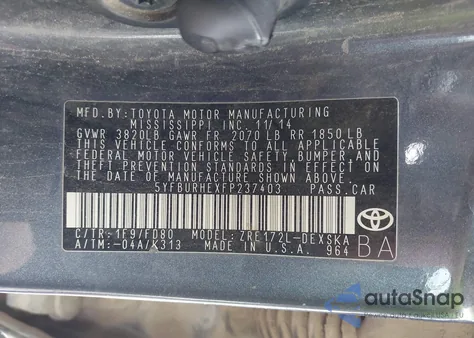 MFD.BY:TOYOTA MOTOR MANUFACTURING
MISSISSIPPI INC. 11/14
GVWR 3820LB GAWR FR 2070LB RR 1850LB
THIS VEHICLE CONFORMS TO ALL APPLICABLE
FEDERAL MOTOR VEHICLE SAFETY, BUMPER, AND
THEFT PREVENTION STANDARDS IN EFFECT ON
THE DATE OF MANUFACTURE SHOWN ABOVE.
5YFBURHEXFP237403 PASS.CAR
C/TR:-1F9/FD80 MODEL:ZRE172L-DEXSKA
A/TM:-04A/K313 MADE IN U.S.A. 964
BA
autoSnap